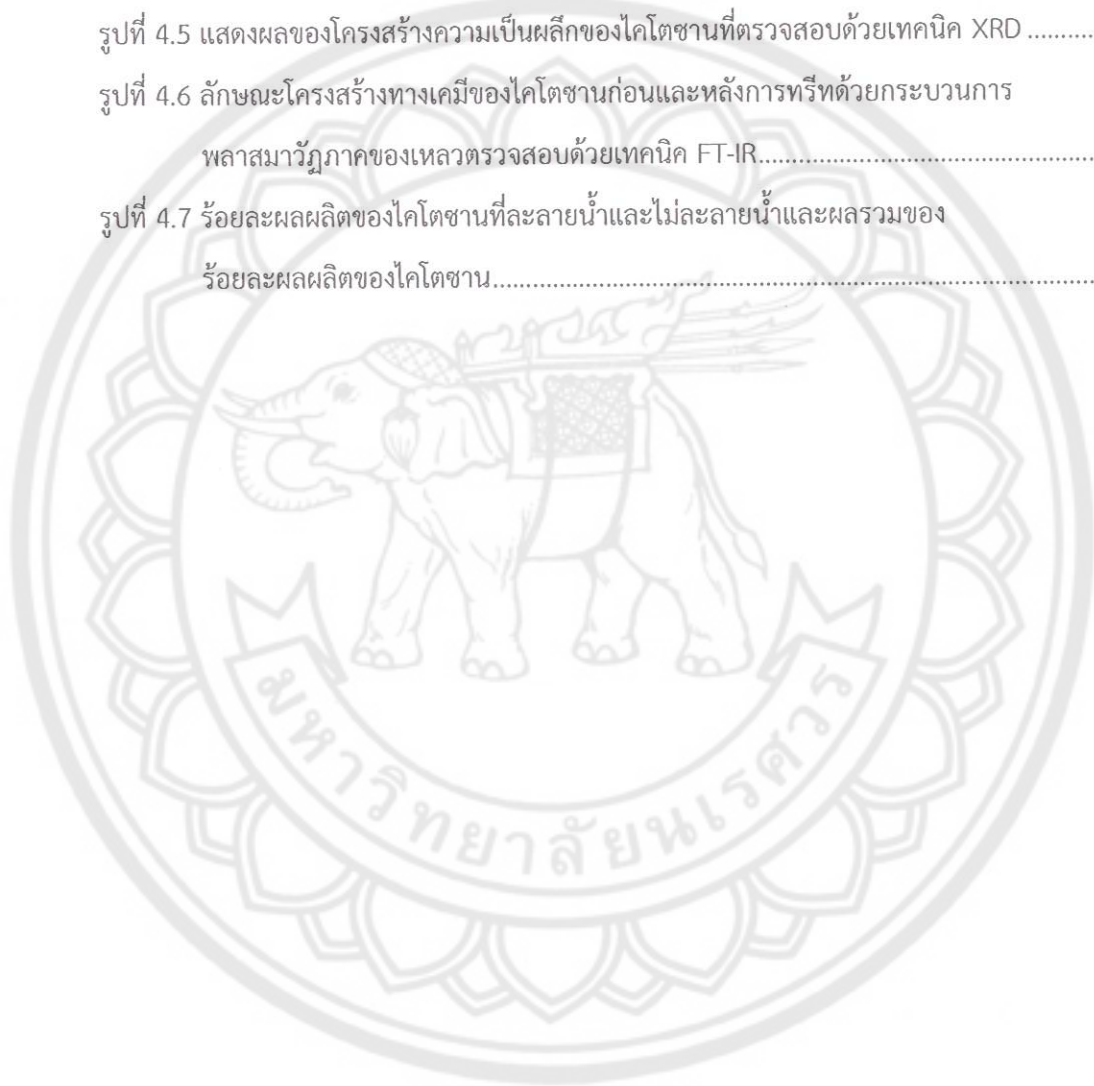 รูปที่ 4.5 แสดงผลของโครงสร้างความเป็นผลึกของไคโตซานที่ตรวจสอบด้วยเทคนิค XRD ..........
รูปที่ 4.6 ลักษณะโครงสร้างทางเคมีของไคโตซานก่อนและหลังการทรีทด้วยกระบวนการ
พลาสมาวัฏภาคของเหลวตรวจสอบด้วยเทคนิค FT-IR..................................................
รูปที่ 4.7 ร้อยละผลผลิตของไคโตซานที่ละลายน้ำและไม่ละลายน้ำและผลรวมของ
ร้อยละผลผลิตของไคโตซาน..........................................................................................
มหาวิทยาลัยนเรศวร